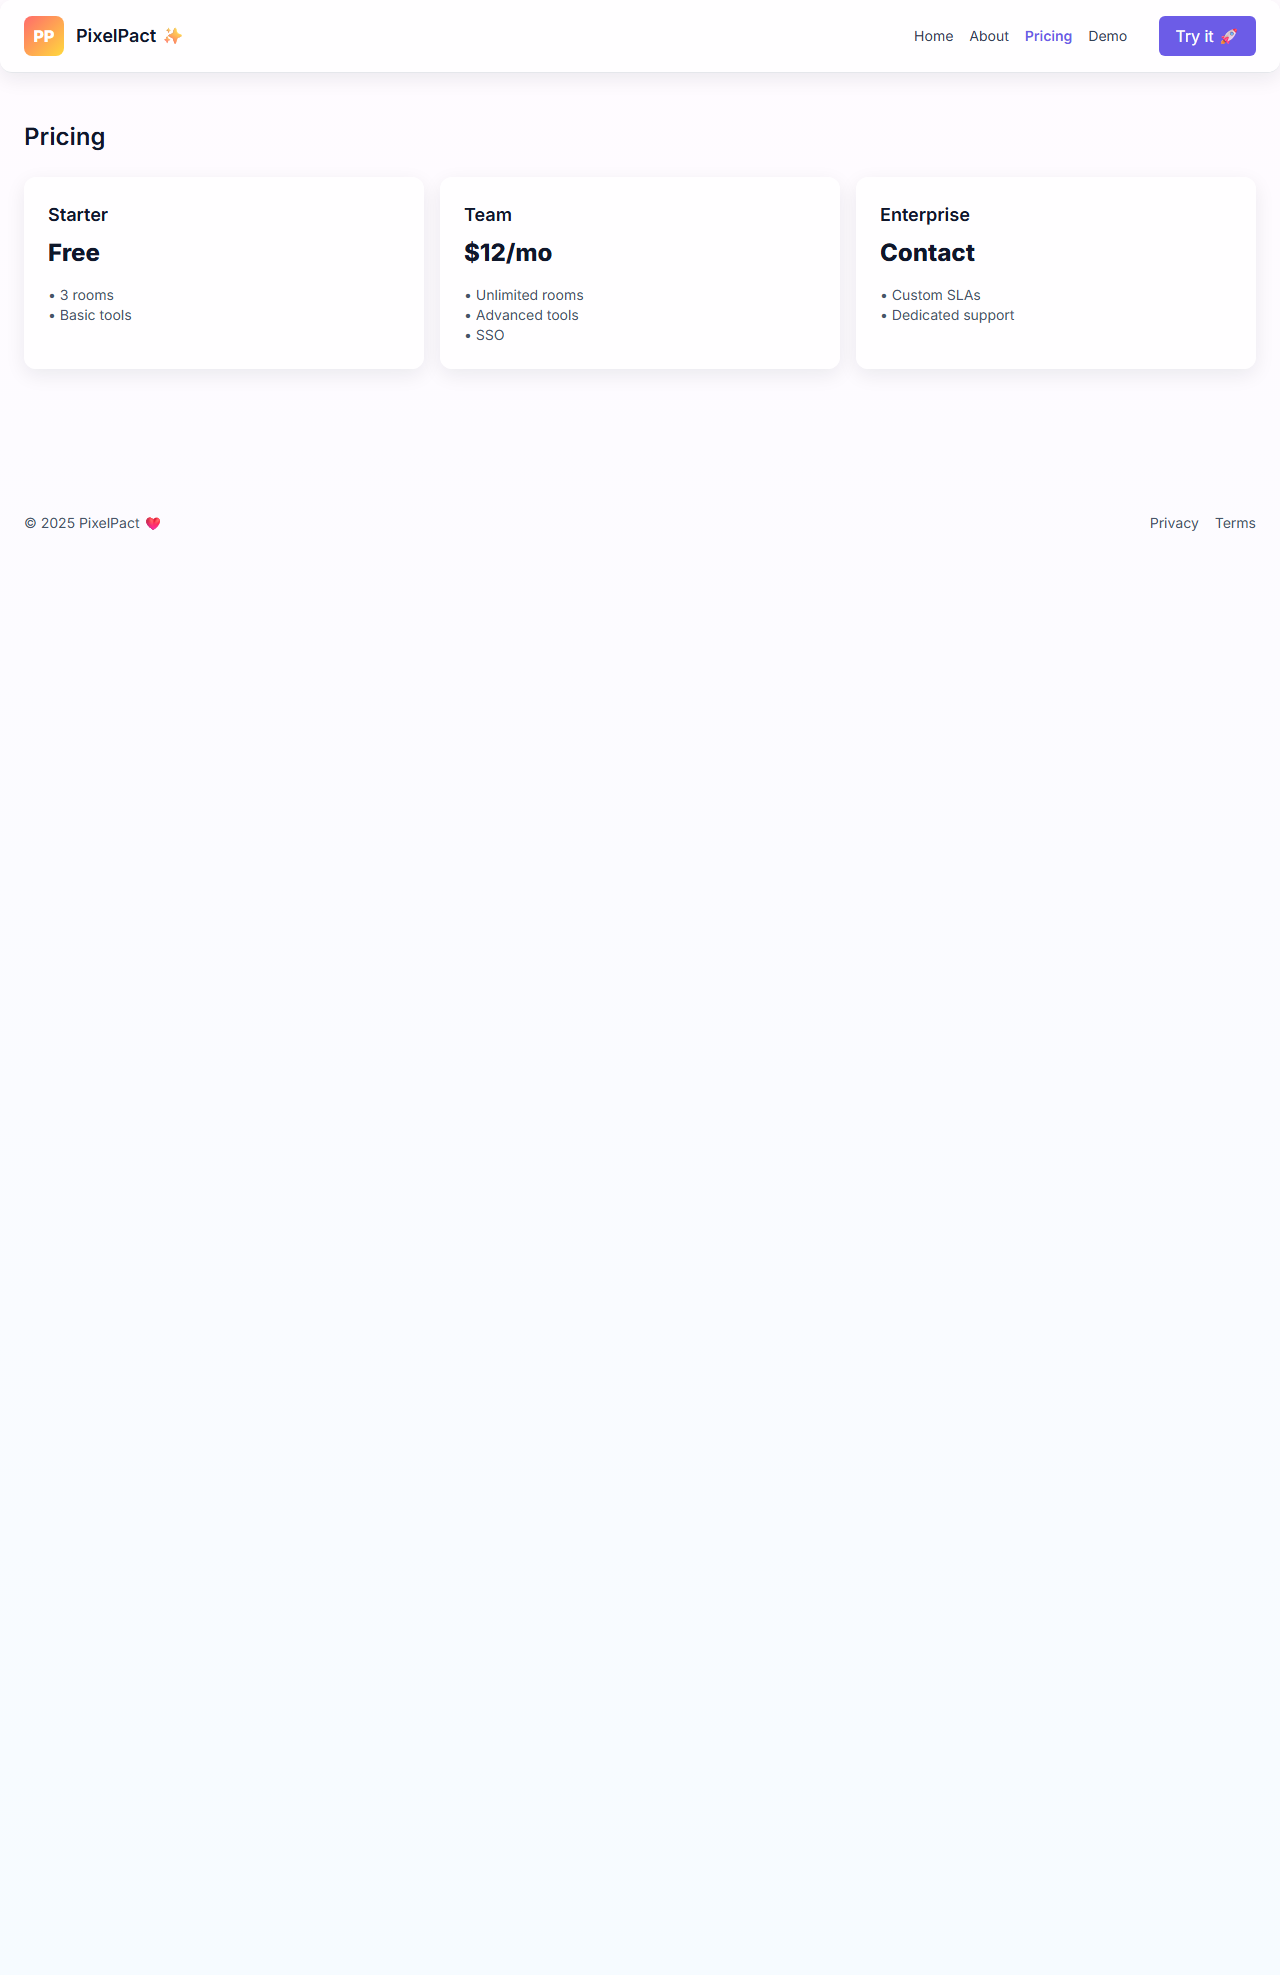 PP PixelPact ✨ Home About Pricing Demo Try it 🚀
Pricing
Starter
Free
• 3 rooms
• Basic tools
Team
$12/mo
• Unlimited rooms
• Advanced tools
• SSO
Enterprise
Contact
• Custom SLAs
• Dedicated support
© 2025 PixelPact ❤️ Privacy Terms